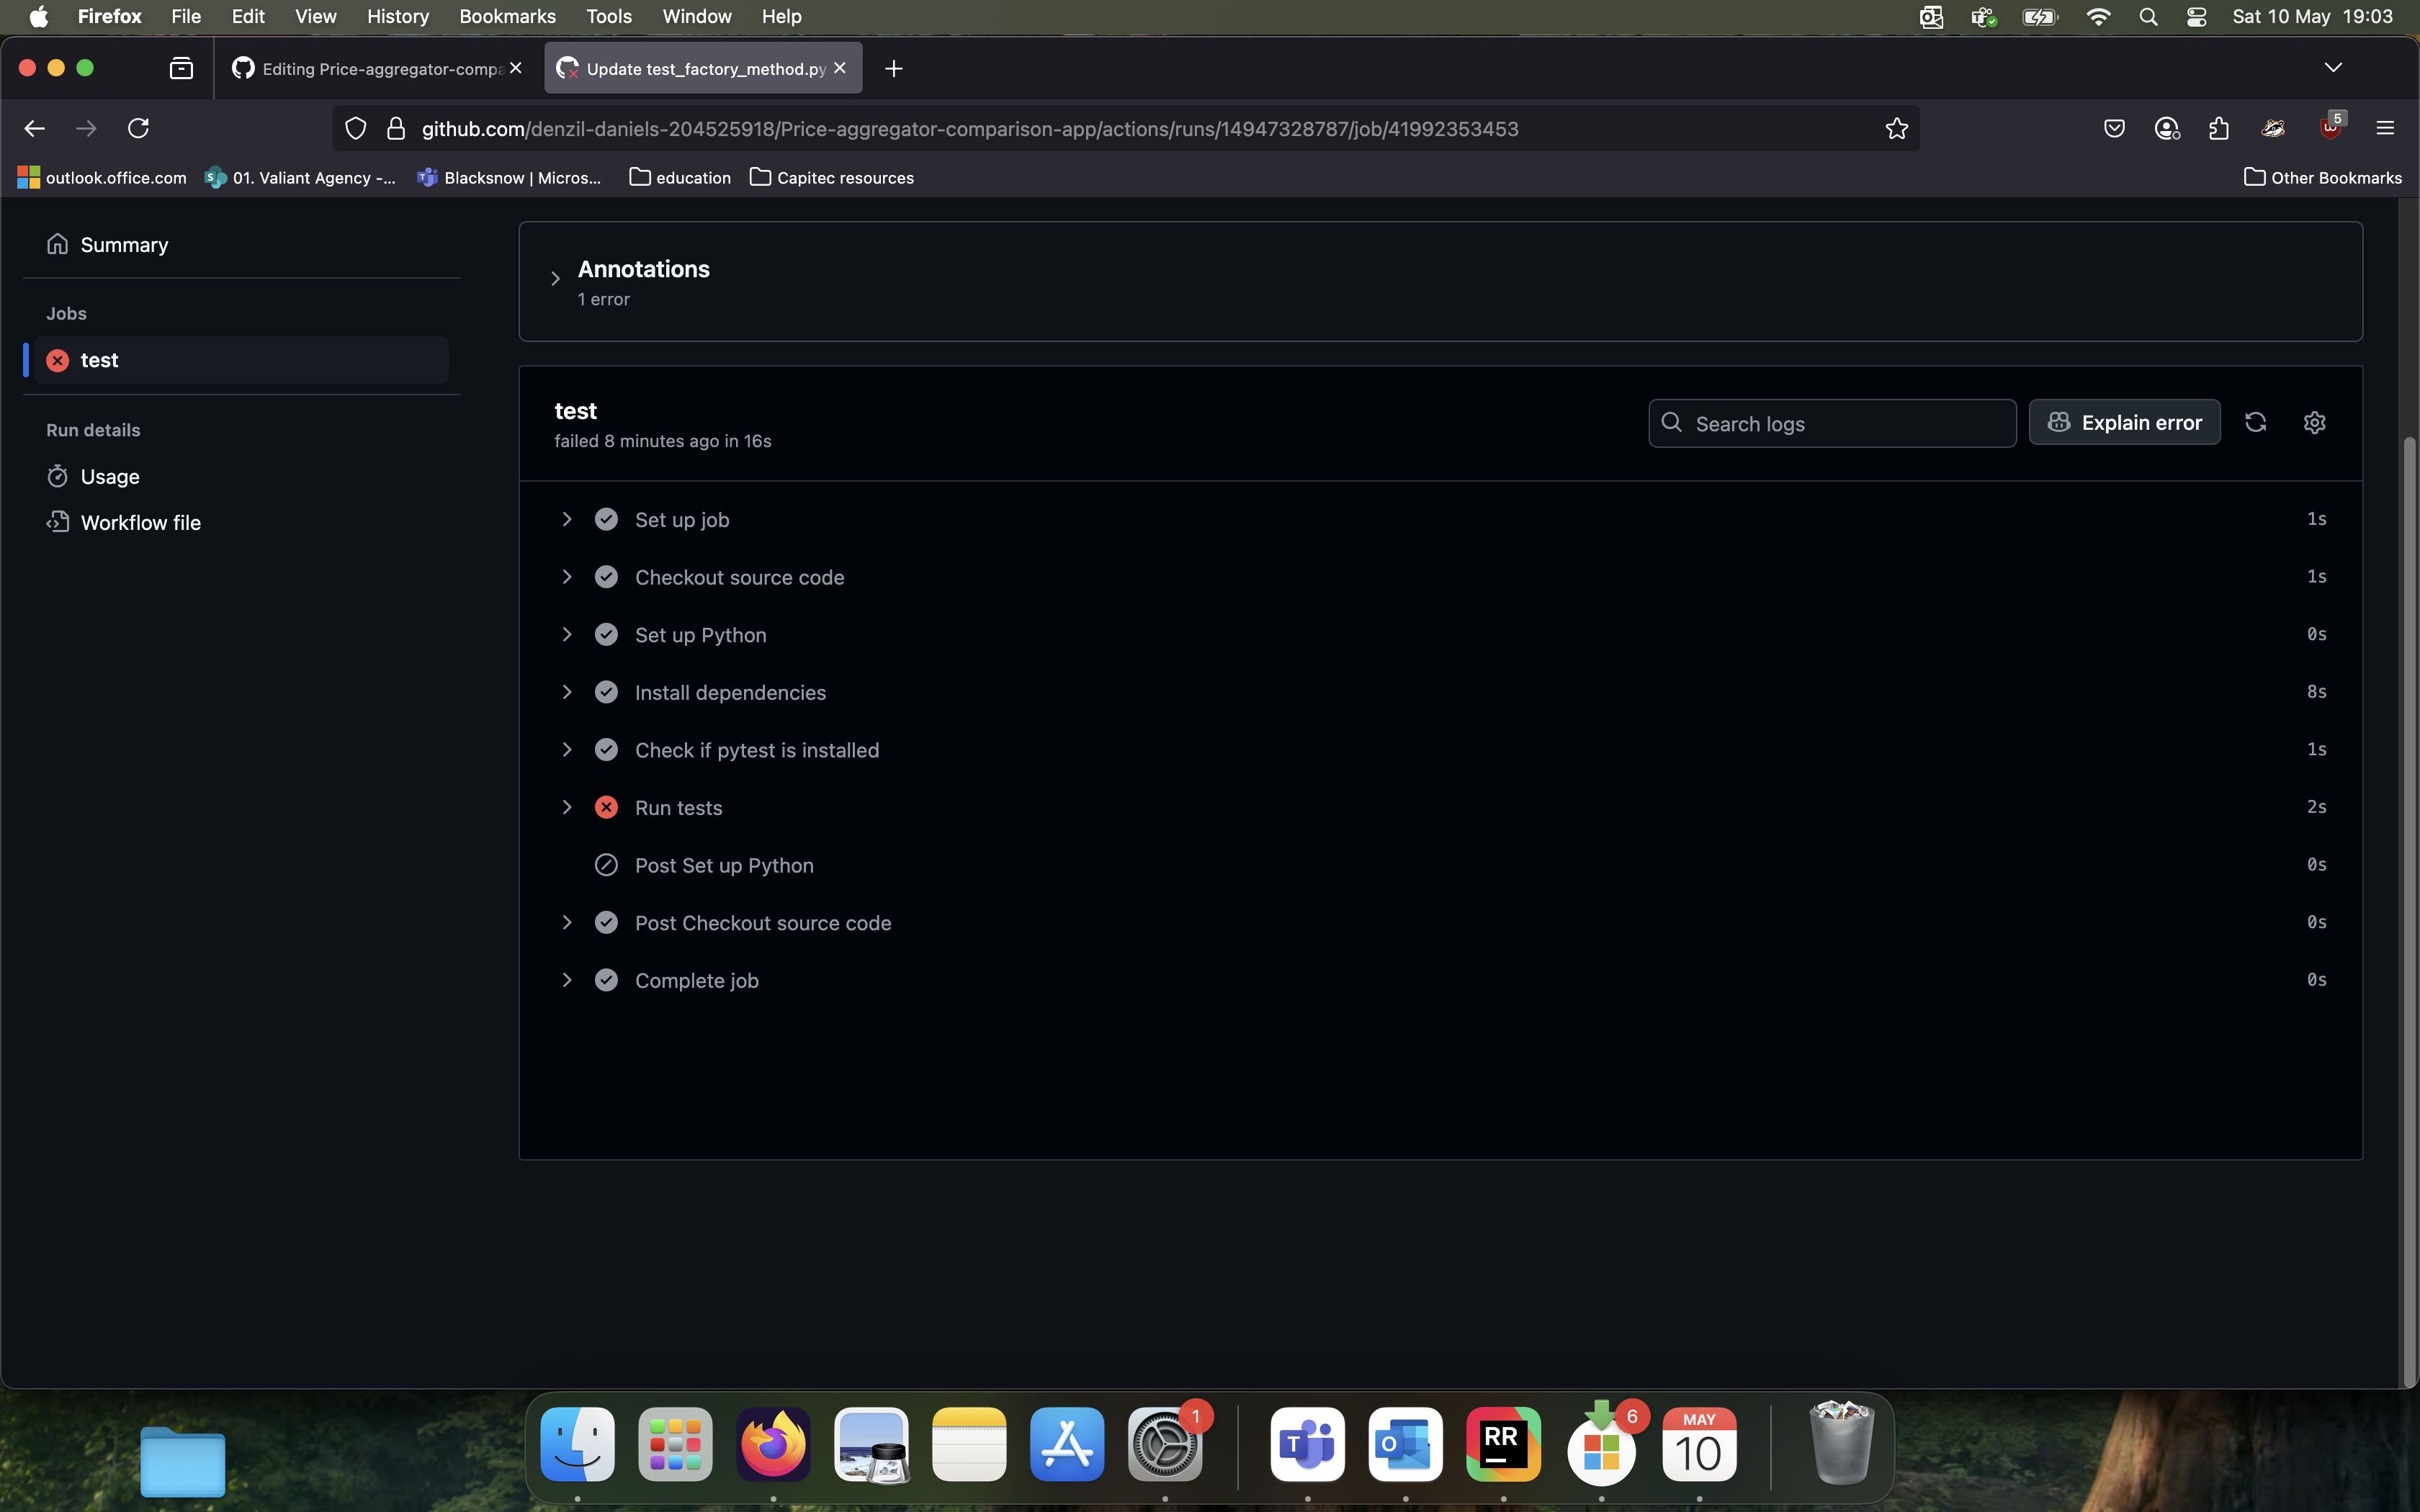 Firefox File Edit View History Bookmarks Tools Window Help
Sat 10 May 19:03
Editing Price-aggregator-compa
Update test_factory_method.py
github.com/denzil-daniels-204525918/Price-aggregator-comparison-app/actions/runs/14947328787/job/41992353453
5
outlook.office.com
01. Valiant Agency -...
Blacksnow | Micros...
education
Capitec resources
Other Bookmarks
Summary
Jobs
test
Run details
Usage
Workflow file
Annotations
1 error
test
failed 8 minutes ago in 16s
Search logs
Explain error
Set up job 1s
Checkout source code 1s
Set up Python 0s
Install dependencies 8s
Check if pytest is installed 1s
Run tests 2s
Post Set up Python 0s
Post Checkout source code 0s
Complete job 0s
1
T
O
RR
6
MAY
10